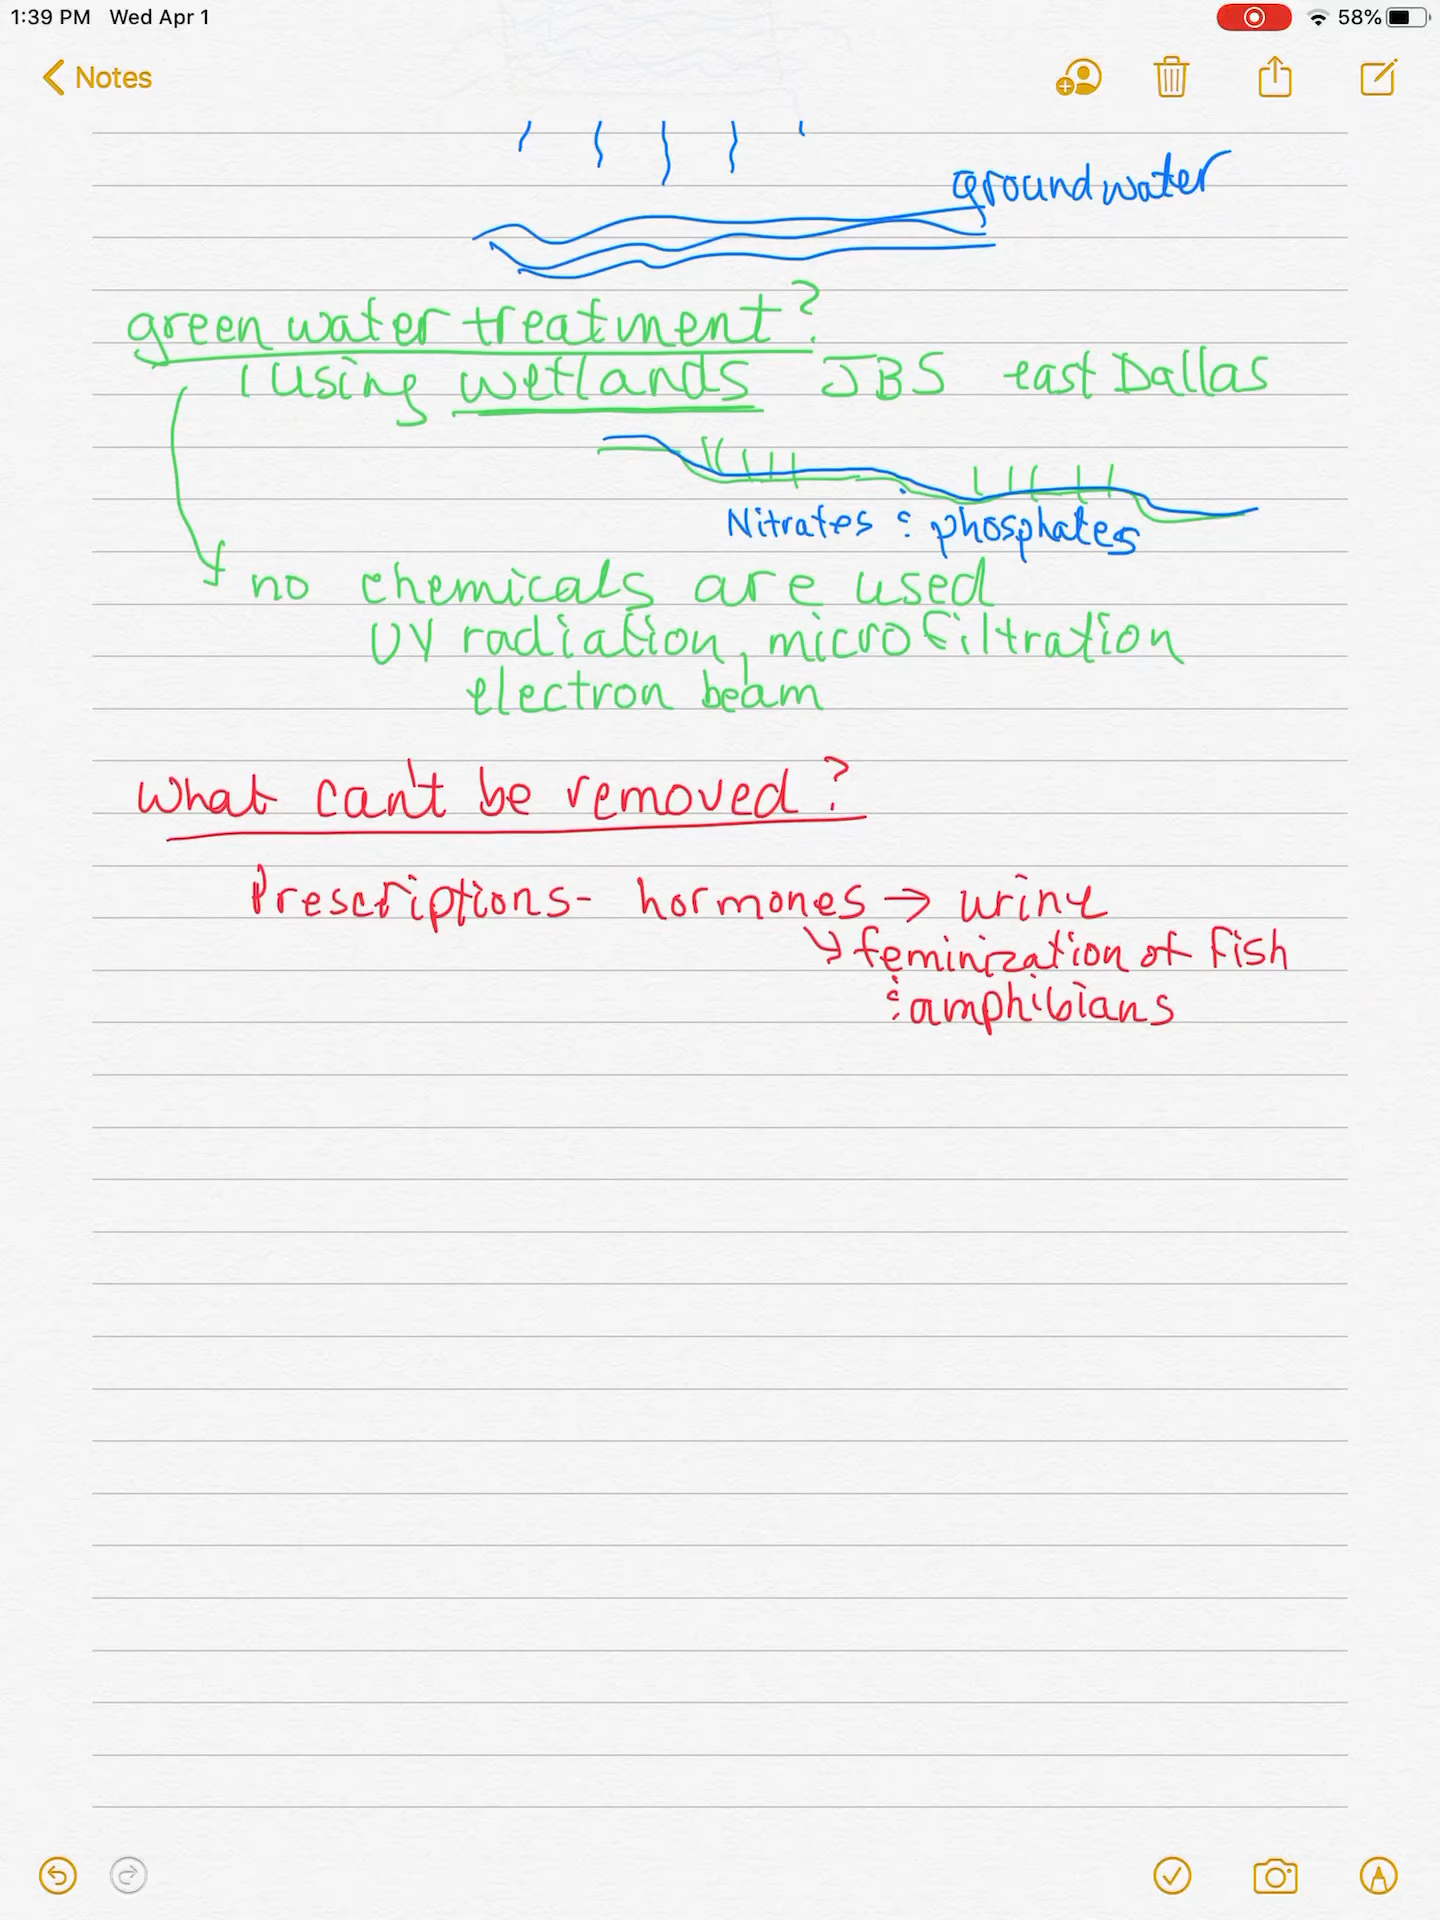 1:39 PM Wed Apr 1 58%
Notes
groundwater
green water treatment?
using wetlands JBS east Dallas
Nitrates & phosphates
no chemicals are used
UV radiation, microfiltration
electron beam
What can't be removed?
Prescriptions- hormones → urine
feminization of fish
& amphibians